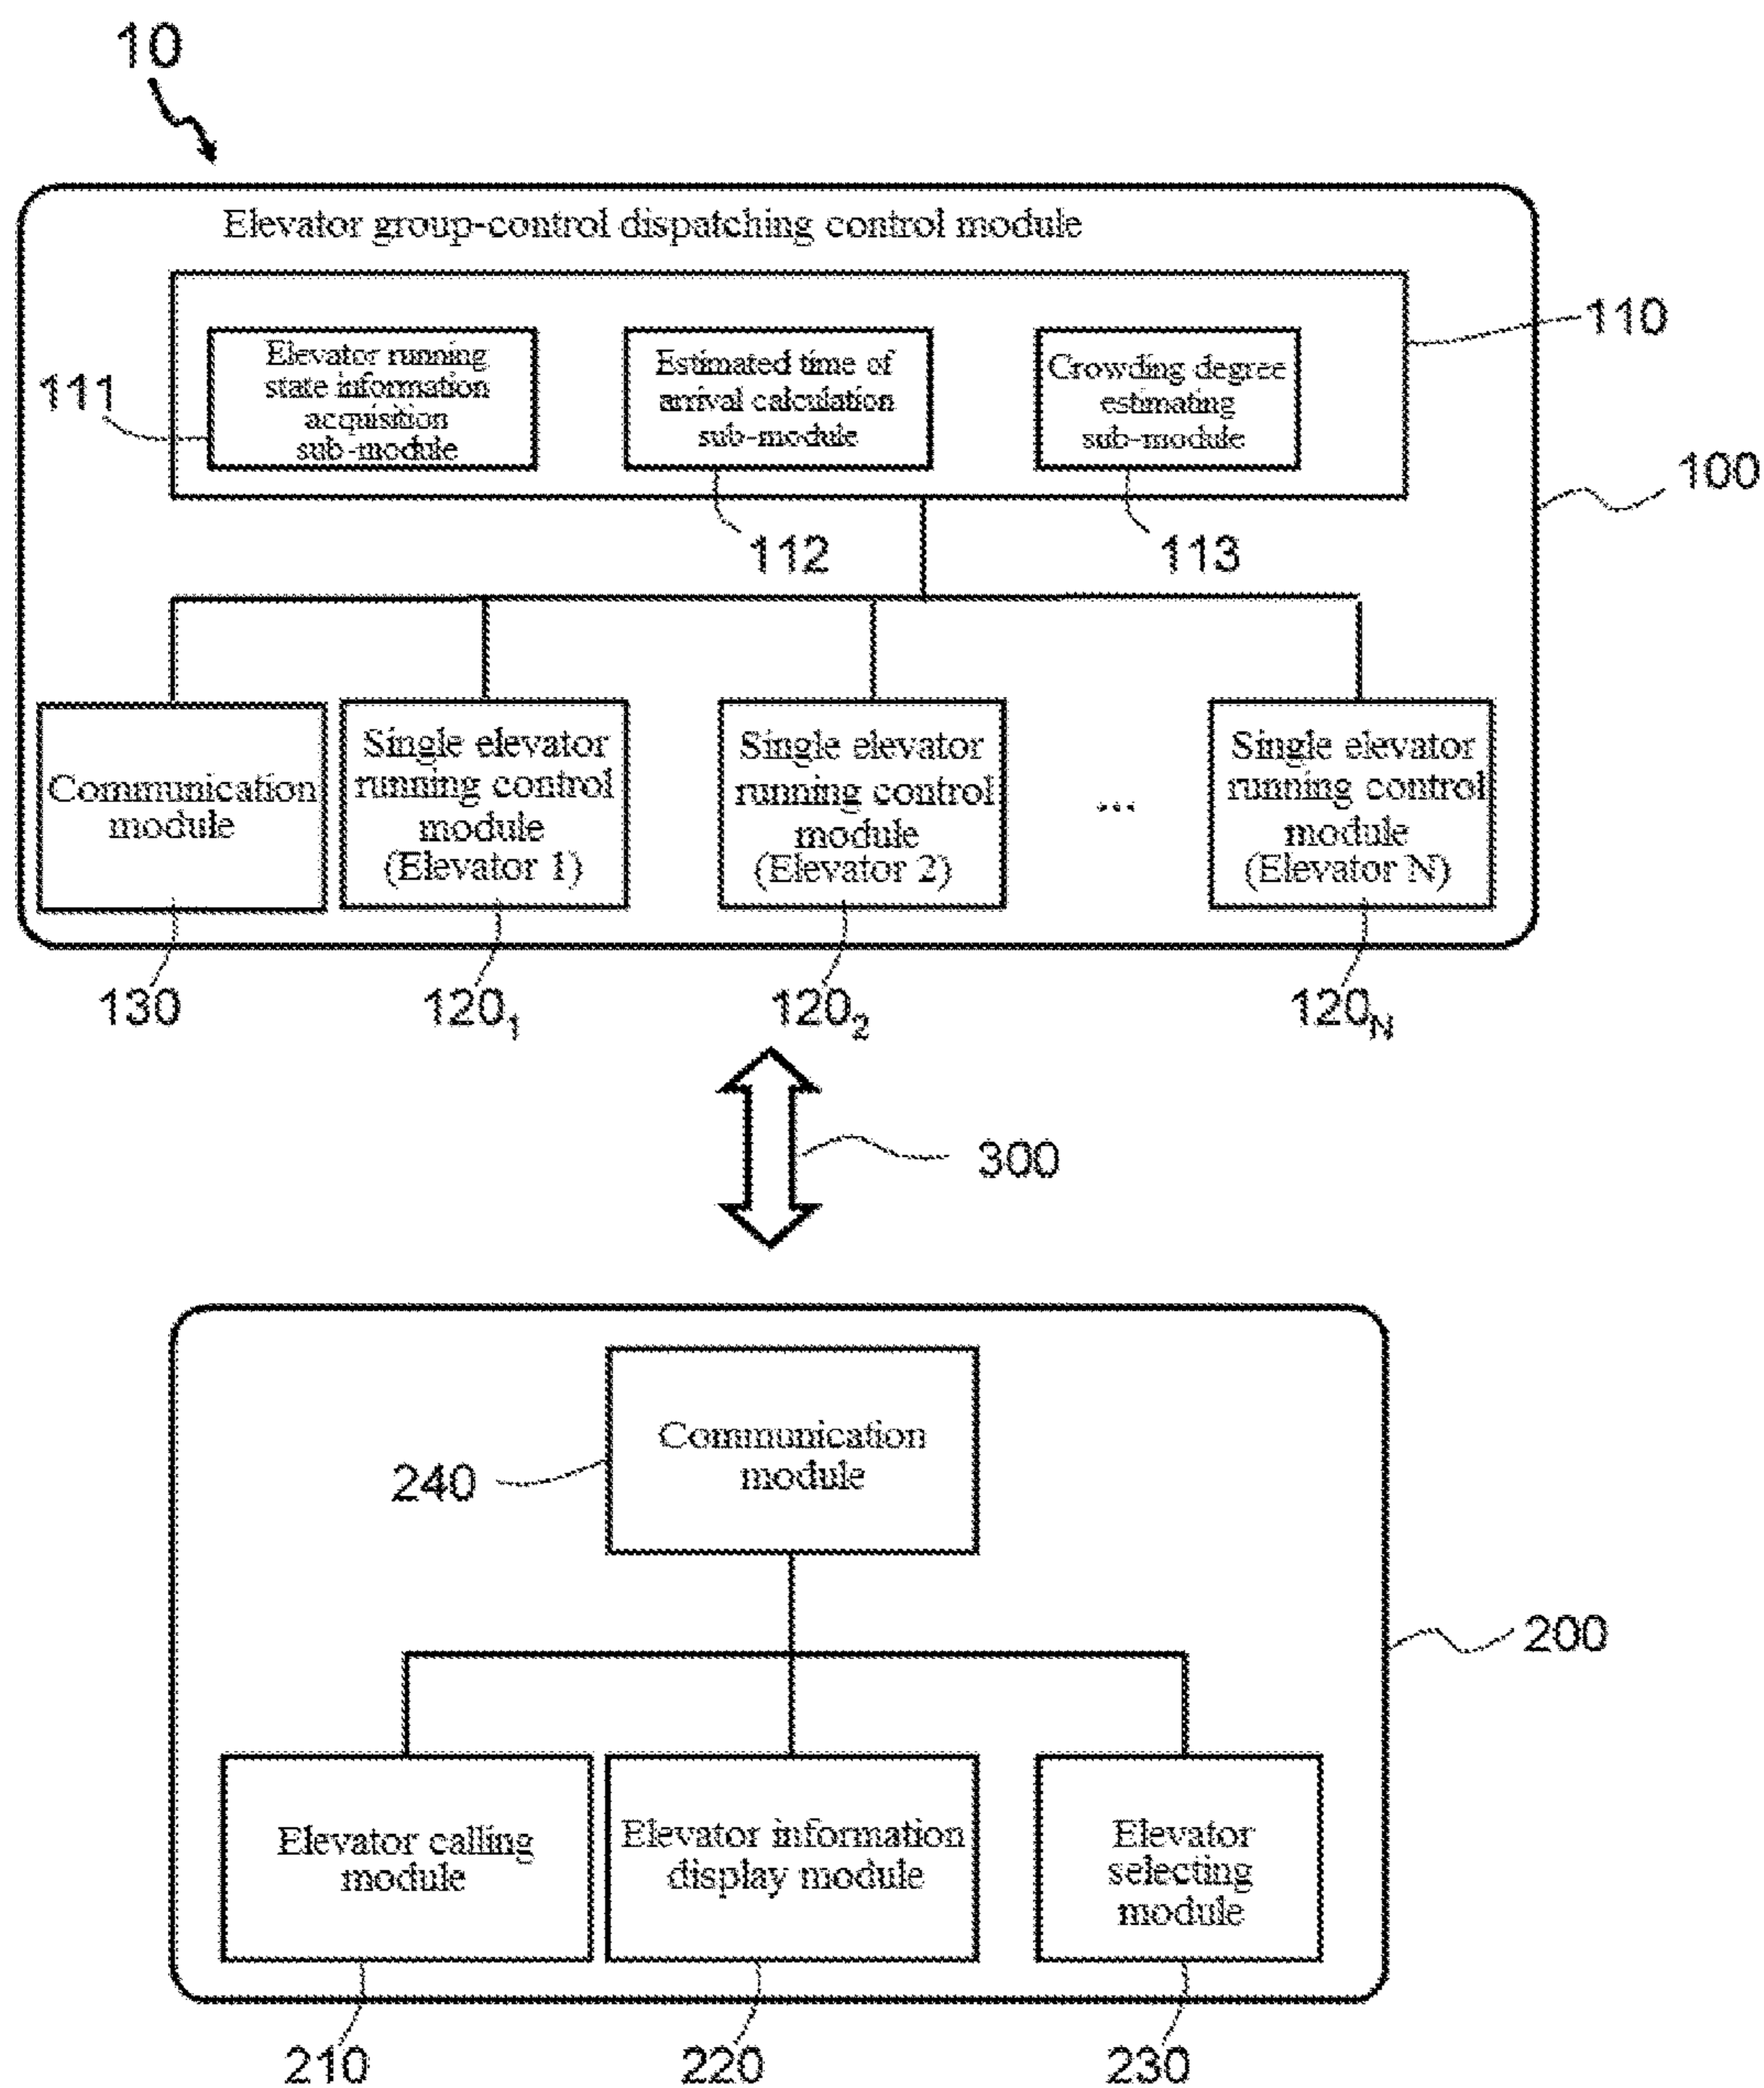 10
Elevator group-control dispatching control module
110
Elevator running
state information
acquisition
sub-module
Estimated time of
arrival calculation
sub-module
Crowding degree
estimating
sub-module
111
100
112
113
Communication
module
Single elevator
running control
module
(Elevator 1)
Single elevator
running control
module
(Elevator 2)
...
Single elevator
running control
module
(Elevator N)
130
120₁
120₂
120N
300
Communication
module
240
200
Elevator calling
module
Elevator information
display module
Elevator
selecting
module
210
220
230